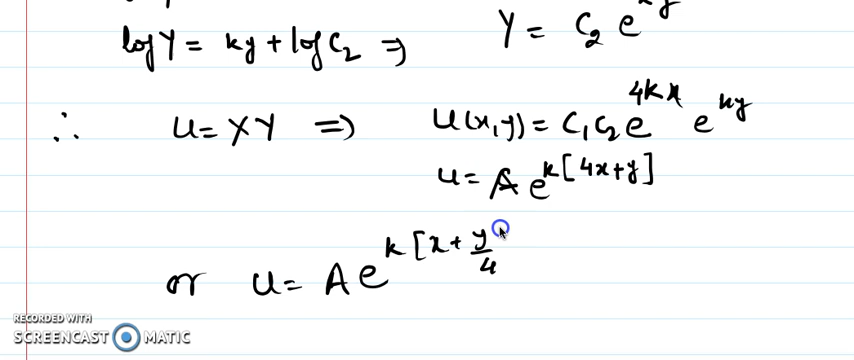 log Y = ky + log C₂ ⇒ Y = C₂ e^{ky}
∴ u = XY ⇒ u(x,y) = C₁C₂ e^{4kx} e^{ky}
u = A e^{k[4x+y]}
or u = A e^{k[x + y/4
RECORDED WITH
SCREENCAST MATIC